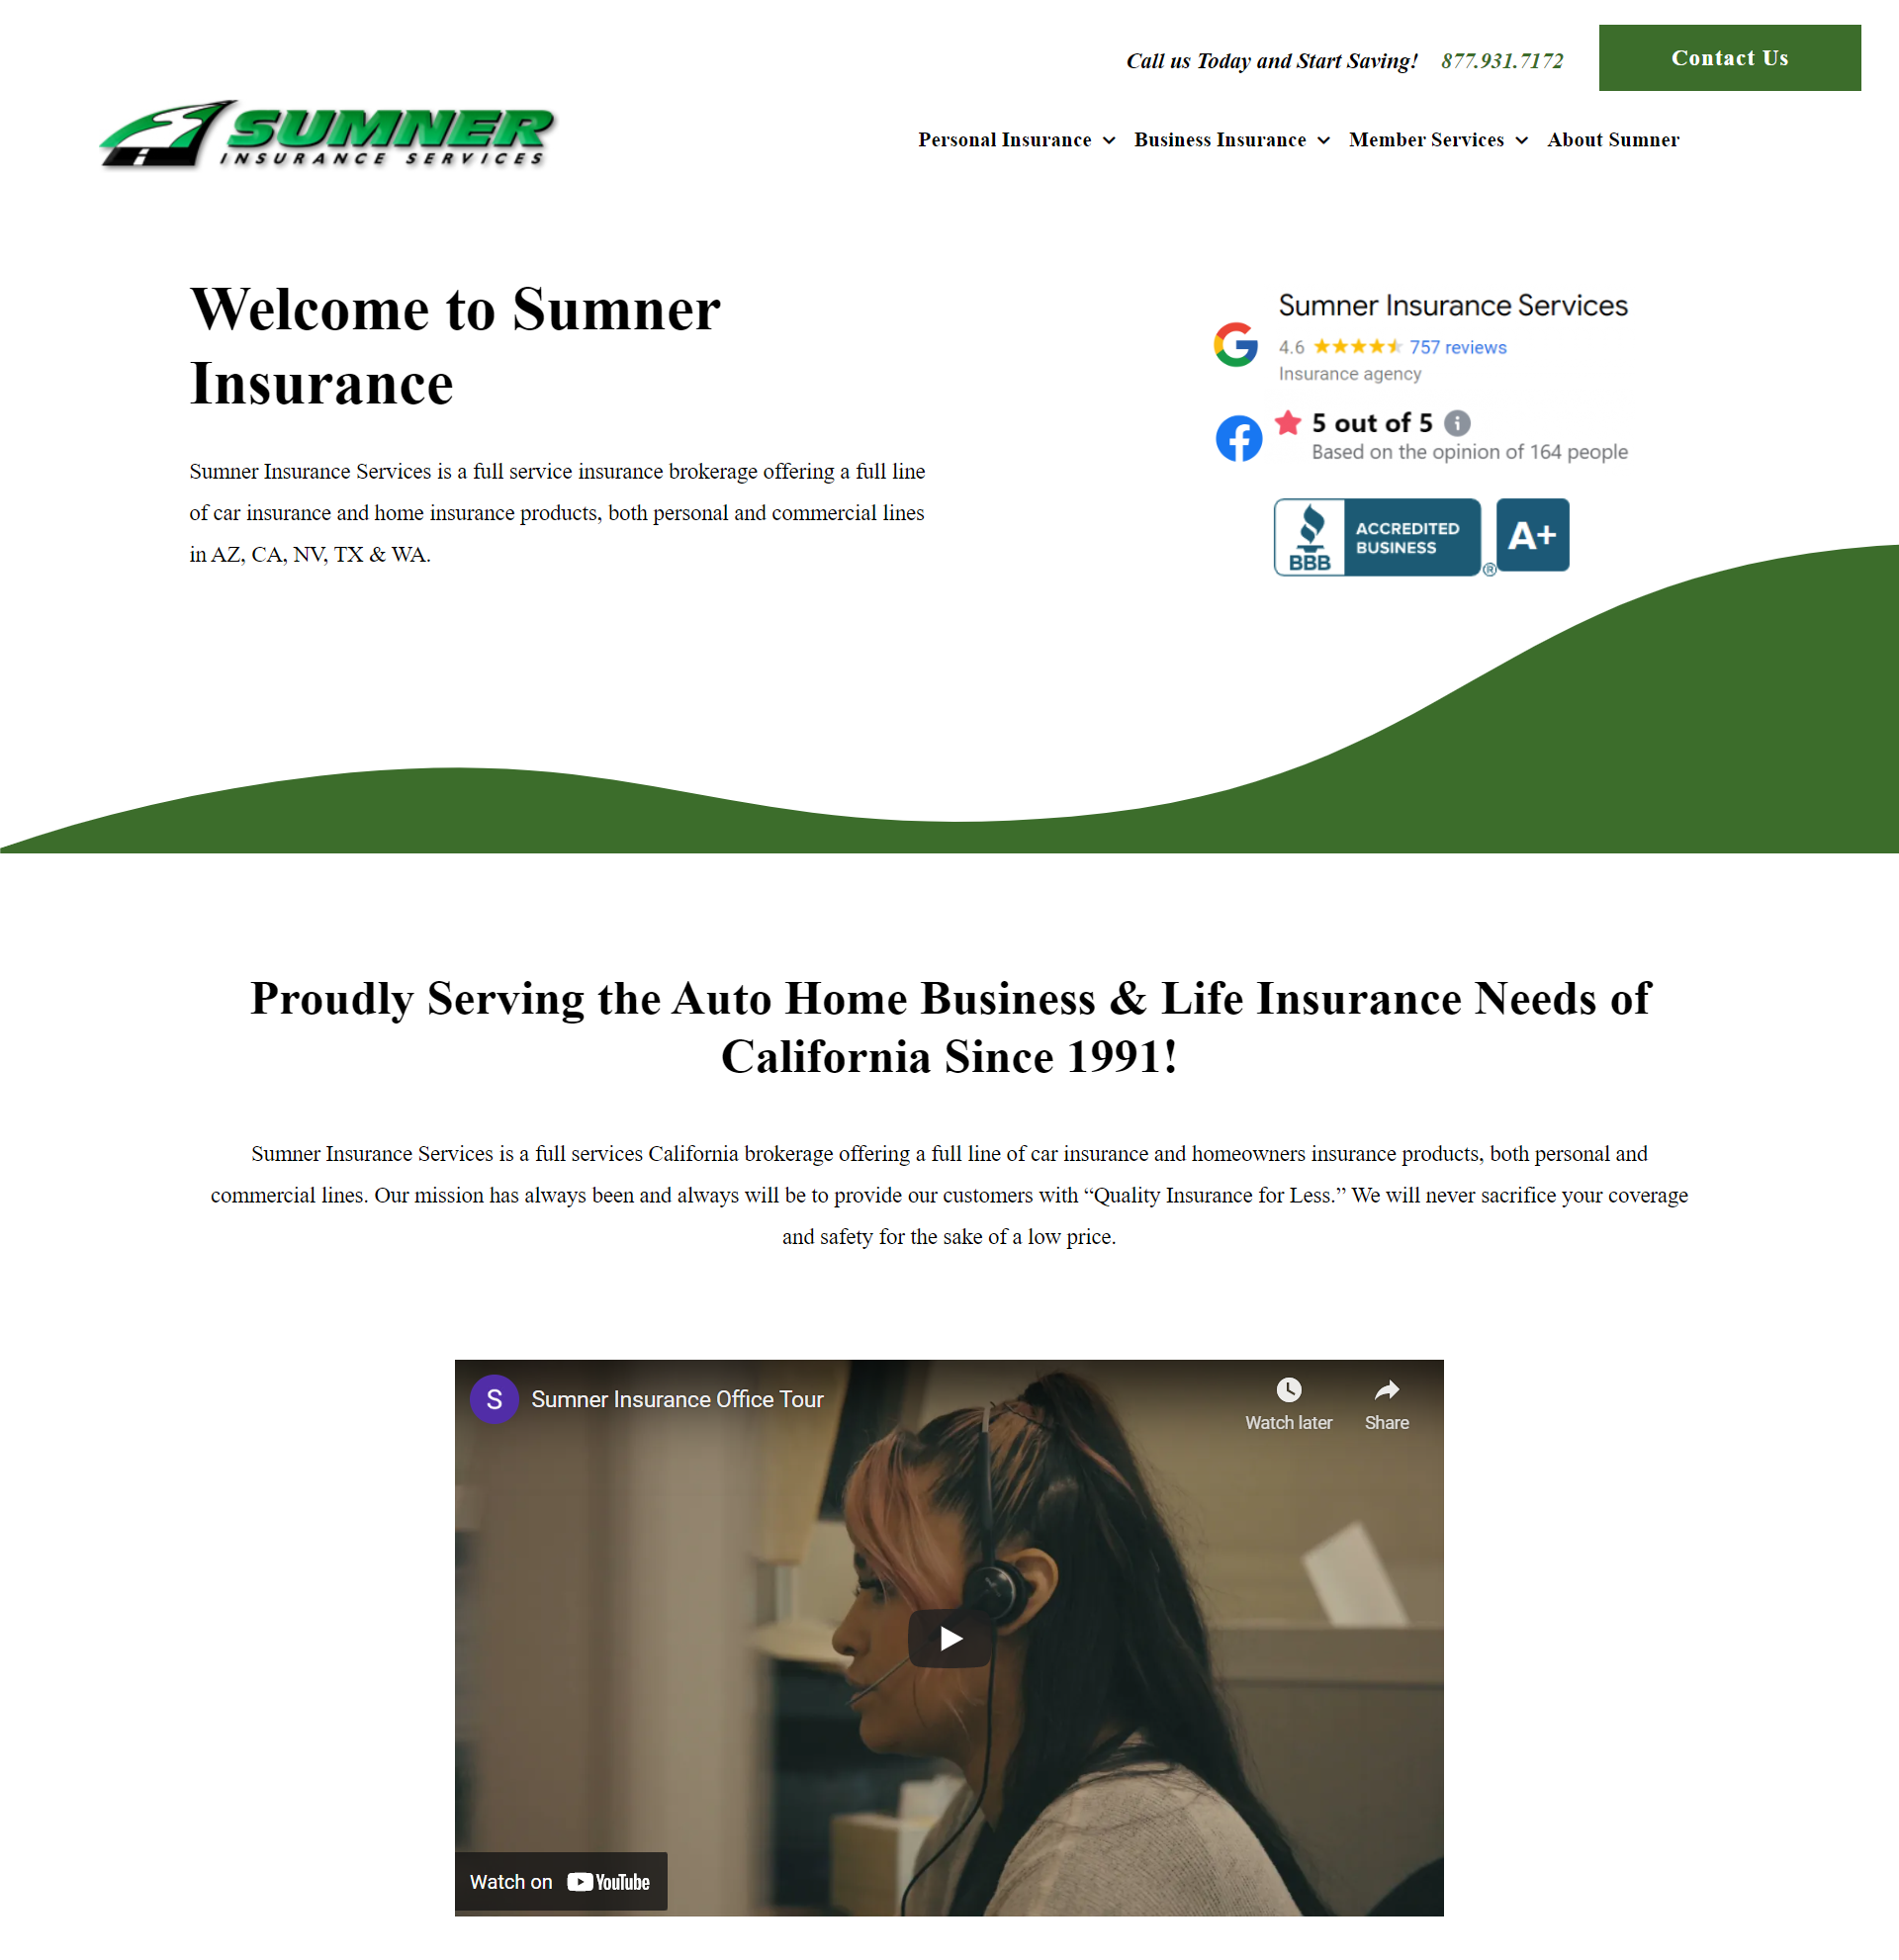 Call us Today and Start Saving! 877.931.7172 Contact Us
SUMNER
INSURANCE SERVICES
Personal Insurance Business Insurance Member Services About Sumner
Welcome to Sumner
Insurance
Sumner Insurance Services is a full service insurance brokerage offering a full line
of car insurance and home insurance products, both personal and commercial lines
in AZ, CA, NV, TX & WA.
Sumner Insurance Services
4.6 757 reviews
Insurance agency
5 out of 5
Based on the opinion of 164 people
BBB ACCREDITED
BUSINESS
® A+
Proudly Serving the Auto Home Business & Life Insurance Needs of
California Since 1991!
Sumner Insurance Services is a full services California brokerage offering a full line of car insurance and homeowners insurance products, both personal and
commercial lines. Our mission has always been and always will be to provide our customers with “Quality Insurance for Less.” We will never sacrifice your coverage
and safety for the sake of a low price.
S Sumner Insurance Office Tour
Watch later Share
Watch on YouTube